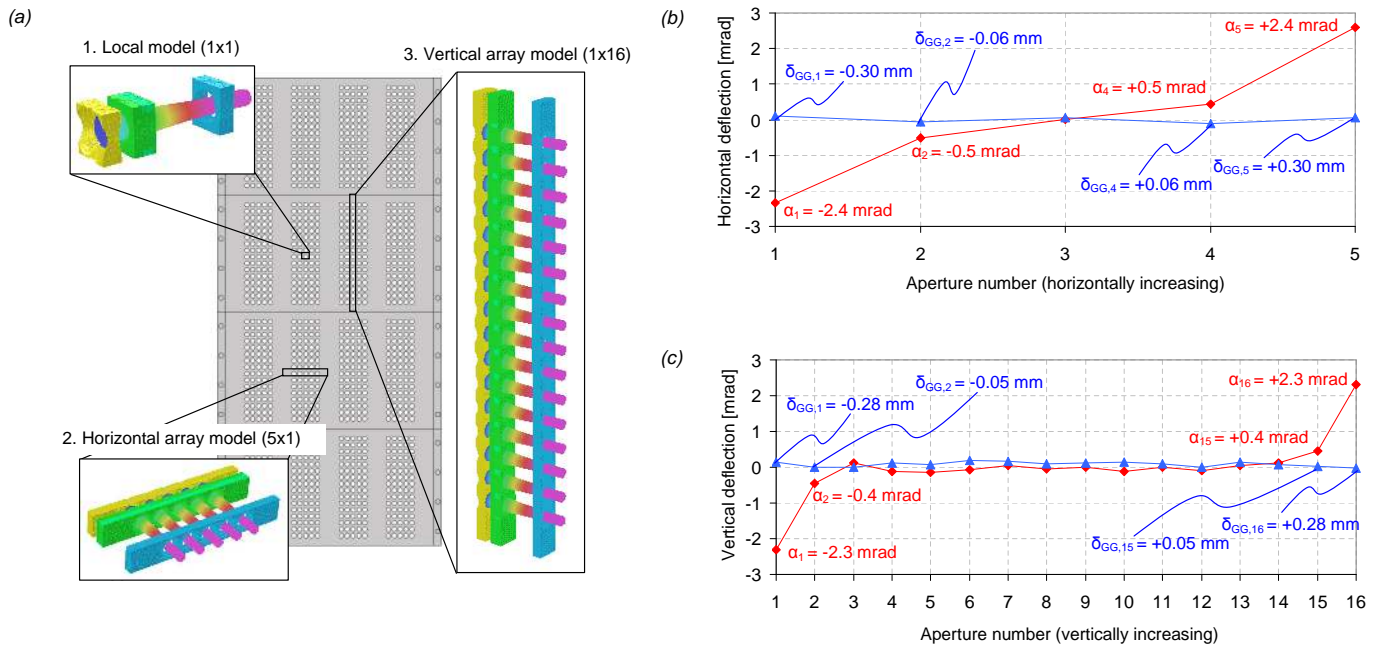 (a)
1. Local model (1x1)
3. Vertical array model (1x16)
2. Horizontal array model (5x1)
(b)
Horizontal deflection [mrad]
3
2
1
0
-1
-2
-3
δGG,1 = -0.30 mm
δGG,2 = -0.06 mm
α5 = +2.4 mrad
α4 = +0.5 mrad
α2 = -0.5 mrad
δGG,4 = +0.06 mm
δGG,5 = +0.30 mm
α1 = -2.4 mrad
1 2 3 4 5
Aperture number (horizontally increasing)
(c)
Vertical deflection [mrad]
3
2
1
0
-1
-2
-3
δGG,1 = -0.28 mm
δGG,2 = -0.05 mm
α16 = +2.3 mrad
α15 = +0.4 mrad
α2 = -0.4 mrad
δGG,16 = +0.28 mm
δGG,15 = +0.05 mm
α1 = -2.3 mrad
1 2 3 4 5 6 7 8 9 10 11 12 13 14 15 16
Aperture number (vertically increasing)